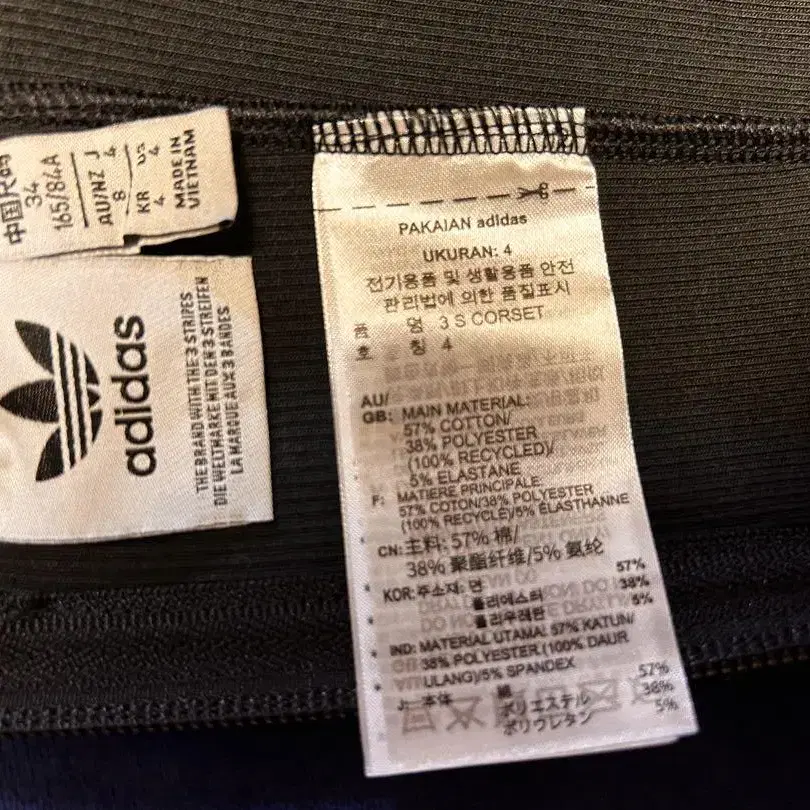 中国
34
165/84A
AU/NZ J
8 4
KR US
4 4
MADE IN
VIETNAM
adidas
THE BRAND WITH THE 3 STRIPES
DIE WELTMARKE MIT DEN 3 STREIFEN
LA MARQUE AUX 3 BANDES
PAKAIAN adidas
UKURAN: 4
전기용품 및 생활용품 안전
관리법에 의한 품질표시
품 명 3 S CORSET
호 칭 4
AU/
GB: MAIN MATERIAL:
57% COTTON/
38% POLYESTER
(100% RECYCLED)/
5% ELASTANE
F: MATIERE PRINCIPALE:
57% COTON/38% POLYESTER
(100% RECYCLÉ)/5% ÉLASTHANNE
CN: 主料: 57% 棉/
38% 聚酯纤维/5% 氨纶
KOR: 주소재: 면 57%
폴리에스터 38%
폴리우레탄 5%
IND: MATERIAL UTAMA: 57% KATUN/
38% POLYESTER (100% DAUR
ULANG)/5% SPANDEX
J: 本体 綿 57%
ポリエステル 38%
ポリウレタン 5%